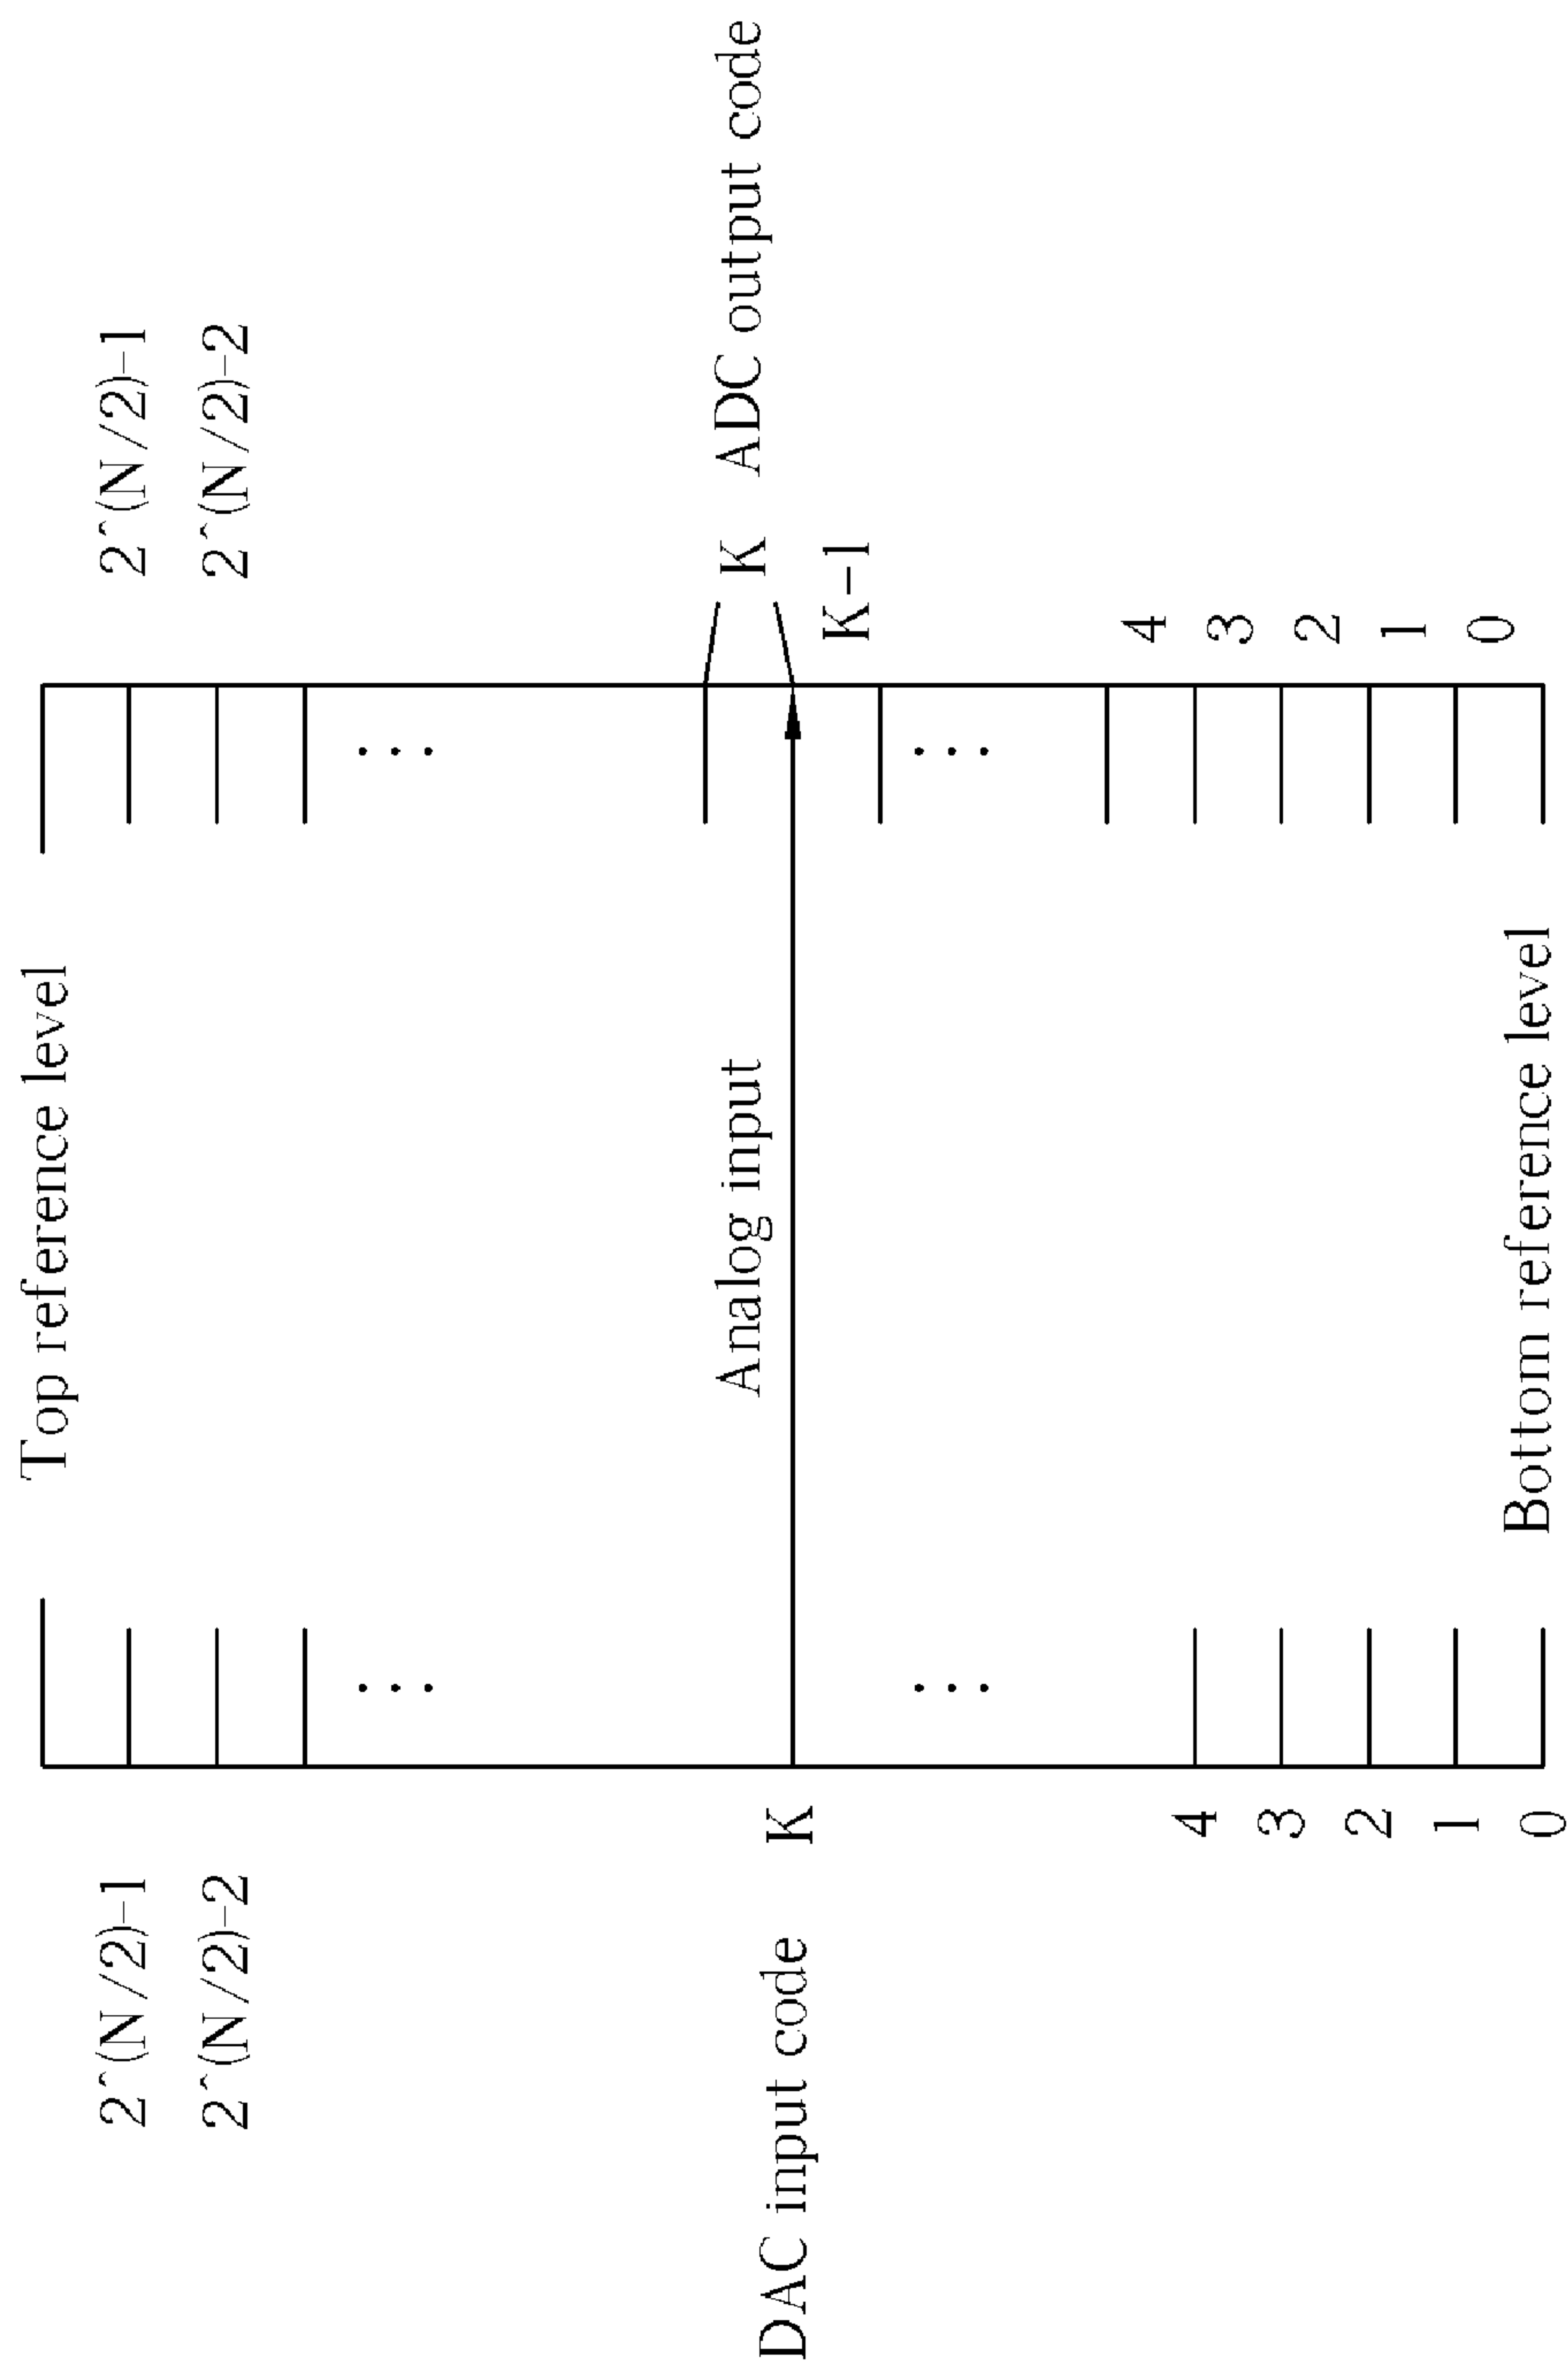 Top reference level
2^(N/2)-1
2^(N/2)-1
2^(N/2)-2
2^(N/2)-2
Analog input
DAC input code K
K ADC output code
K-1
4
3
2
1
0
4
3
2
1
0
Bottom reference level